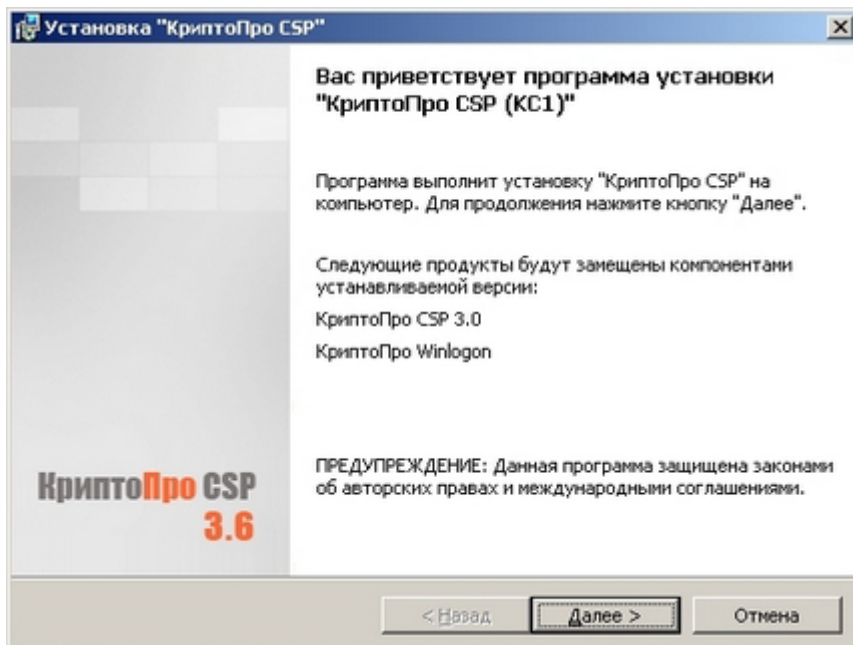 Установка "КриптоПро CSP"
Вас приветствует программа установки
"КриптоПро CSP (КС1)"
Программа выполнит установку "КриптоПро CSP" на
компьютер. Для продолжения нажмите кнопку "Далее".
Следующие продукты будут замещены компонентами
устанавливаемой версии:
КриптоПро CSP 3.0
КриптоПро Winlogon
ПРЕДУПРЕЖДЕНИЕ: Данная программа защищена законами
об авторских правах и международными соглашениями.
КриптоПро CSP
3.6
< Назад
Далее >
Отмена